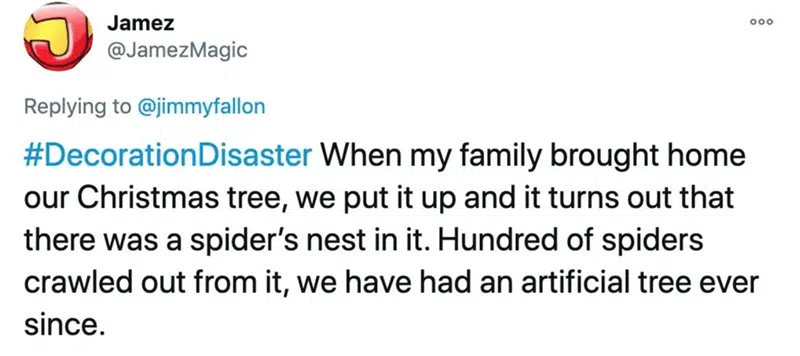 Jamez
@JamezMagic
Replying to @jimmyfallon
#DecorationDisaster When my family brought home
our Christmas tree, we put it up and it turns out that
there was a spider’s nest in it. Hundred of spiders
crawled out from it, we have had an artificial tree ever
since.